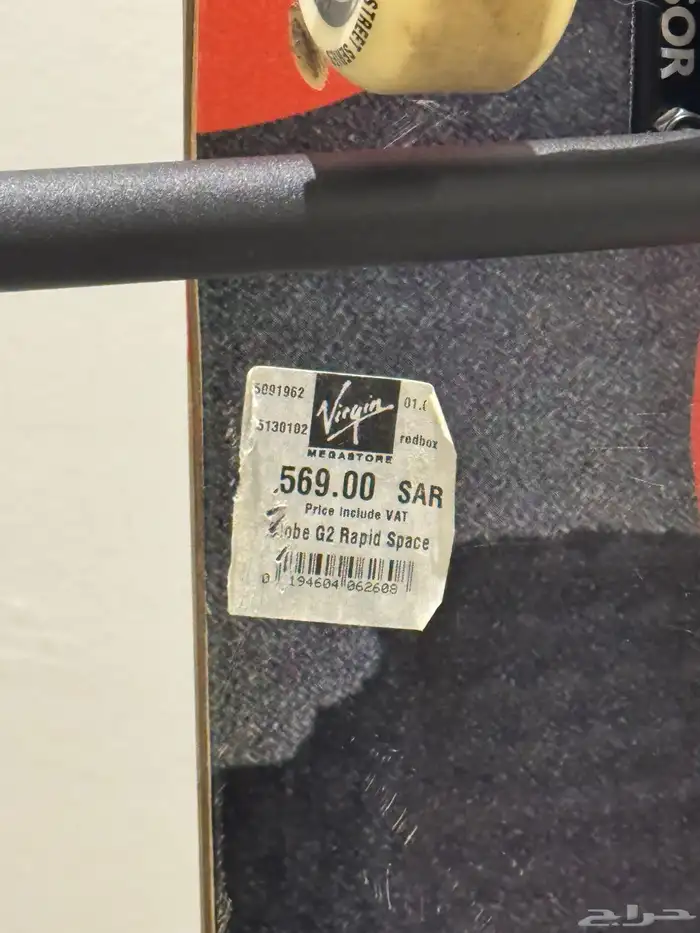 STREET SERIES
SOR
5091962
01.
5130102
redbox
Virgin
MEGASTORE
569.00 SAR
Price Include VAT
lobe G2 Rapid Space
0 194604 062608
حراج